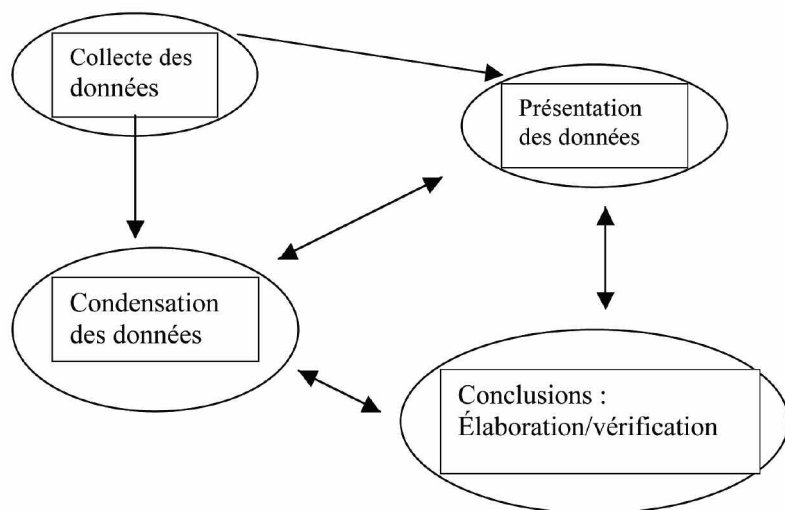 Collecte des
données
Présentation
des données
Condensation
des données
Conclusions :
Élaboration/vérification